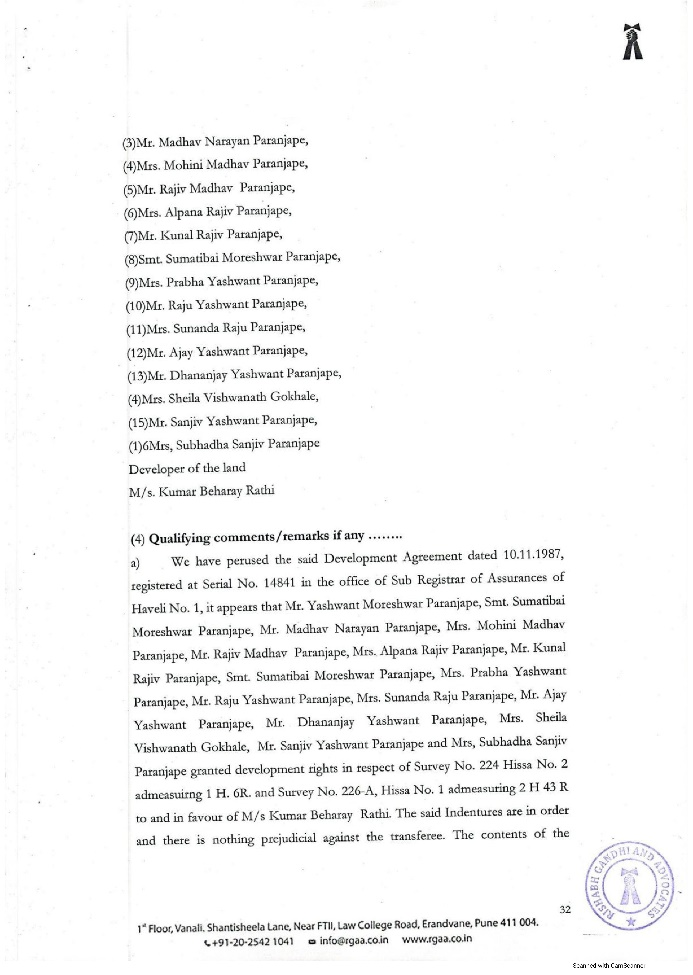 (3)Mr. Madhav Narayan Paranjape,
(4)Mrs. Mohini Madhav Paranjape,
(5)Mr. Rajiv Madhav Paranjape,
(6)Mrs. Alpana Rajiv Paranjape,
(7)Mr. Kunal Rajiv Paranjape,
(8)Smt. Sumatibai Moreshwar Paranjape,
(9)Mrs. Prabha Yashwant Paranjape,
(10)Mr. Raju Yashwant Paranjape,
(11)Mrs. Sunanda Raju Paranjape,
(12)Mr. Ajay Yashwant Paranjape,
(13)Mr. Dhananjay Yashwant Paranjape,
(4)Mrs. Sheila Vishwanath Gokhale,
(15)Mr. Sanjiv Yashwant Paranjape,
(1)6Mrs, Subhadha Sanjiv Paranjape
Developer of the land
M/s. Kumar Beharay Rathi
(4) Qualifying comments/remarks if any ........
a) We have perused the said Development Agreement dated 10.11.1987,
registered at Serial No. 14841 in the office of Sub Registrar of Assurances of
Haveli No. 1, it appears that Mr. Yashwant Moreshwar Paranjape, Smt. Sumatibai
Moreshwar Paranjape, Mr. Madhav Narayan Paranjape, Mrs. Mohini Madhav
Paranjape, Mr. Rajiv Madhav Paranjape, Mrs. Alpana Rajiv Paranjape, Mr. Kunal
Rajiv Paranjape, Smt. Sumatibai Moreshwar Paranjape, Mrs. Prabha Yashwant
Paranjape, Mr. Raju Yashwant Paranjape, Mrs. Sunanda Raju Paranjape, Mr. Ajay
Yashwant Paranjape, Mr. Dhananjay Yashwant Paranjape, Mrs. Sheila
Vishwanath Gokhale, Mr. Sanjiv Yashwant Paranjape and Mrs, Subhadha Sanjiv
Paranjape granted development rights in respect of Survey No. 224 Hissa No. 2
admeasuirng 1 H. 6R. and Survey No. 226-A, Hissa No. 1 admeasuring 2 H 43 R
to and in favour of M/s Kumar Beharay Rathi. The said Indentures are in order
and there is nothing prejudicial against the transferee. The contents of the
RISHABH GANDHI AND ADVOCATES
32
1st Floor, Vanali, Shantisheela Lane, Near FTII, Law College Road, Erandvane, Pune 411 004.
+91-20-2542 1041 info@rgaa.co.in www.rgaa.co.in
Scanned with CamScanner